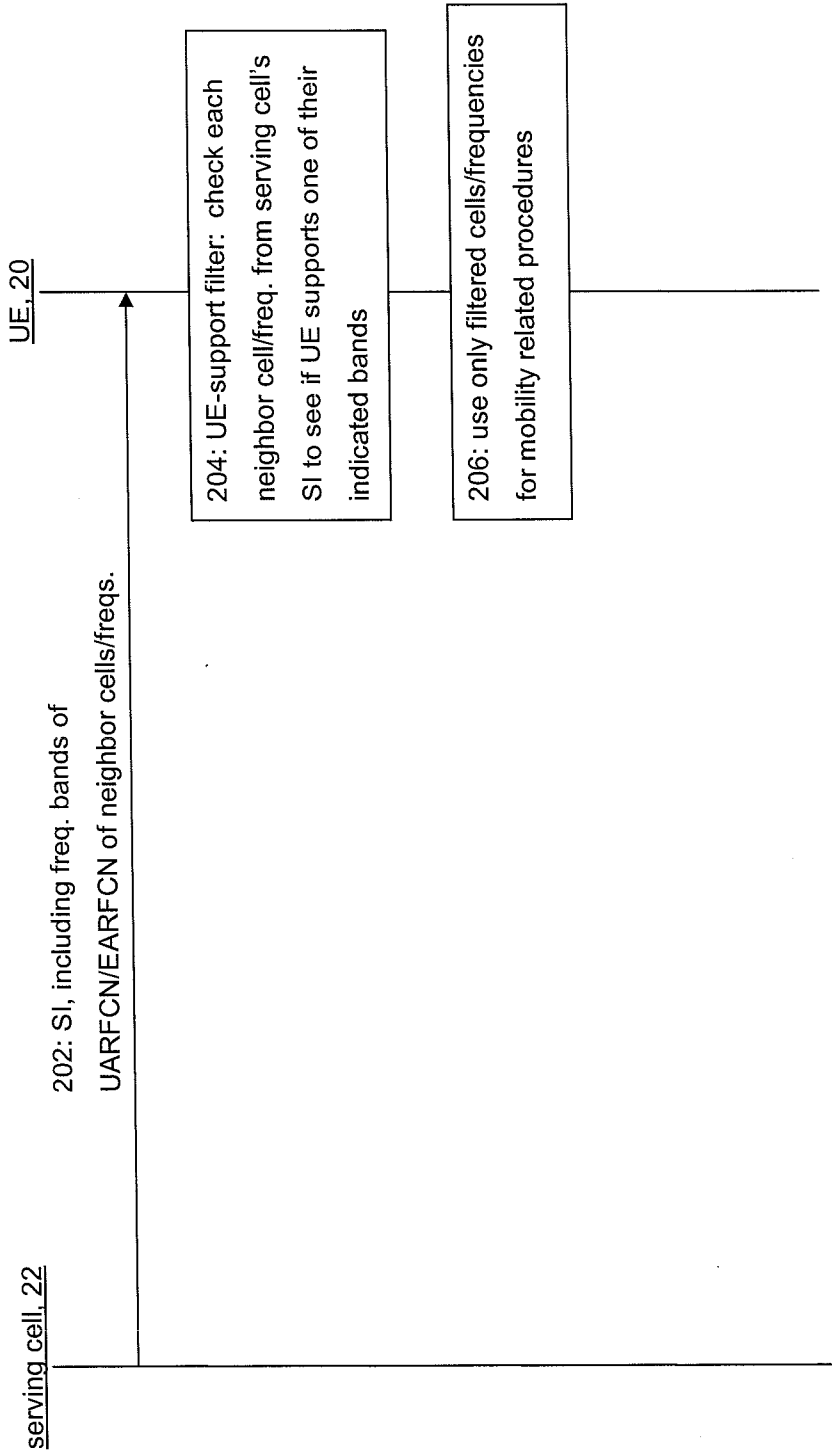 serving cell, 22
UE, 20
202: SI, including freq. bands of
UARFCN/EARFCN of neighbor cells/freqs.
204: UE-support filter: check each
neighbor cell/freq. from serving cell's
SI to see if UE supports one of their
indicated bands
206: use only filtered cells/frequencies
for mobility related procedures